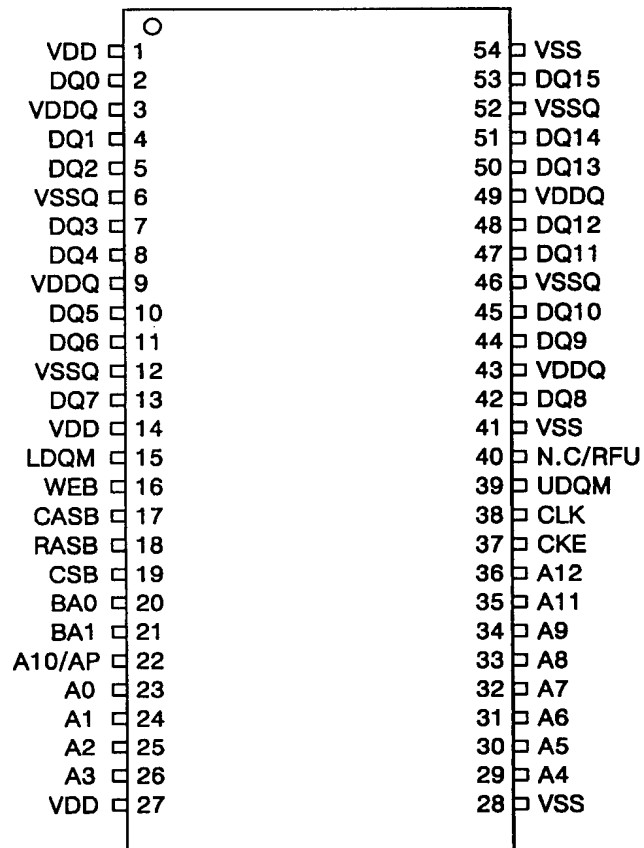 VDD 1 54 VSS
DQ0 2 53 DQ15
VDDQ 3 52 VSSQ
DQ1 4 51 DQ14
DQ2 5 50 DQ13
VSSQ 6 49 VDDQ
DQ3 7 48 DQ12
DQ4 8 47 DQ11
VDDQ 9 46 VSSQ
DQ5 10 45 DQ10
DQ6 11 44 DQ9
VSSQ 12 43 VDDQ
DQ7 13 42 DQ8
VDD 14 41 VSS
LDQM 15 40 N.C/RFU
WEB 16 39 UDQM
CASB 17 38 CLK
RASB 18 37 CKE
CSB 19 36 A12
BA0 20 35 A11
BA1 21 34 A9
A10/AP 22 33 A8
A0 23 32 A7
A1 24 31 A6
A2 25 30 A5
A3 26 29 A4
VDD 27 28 VSS